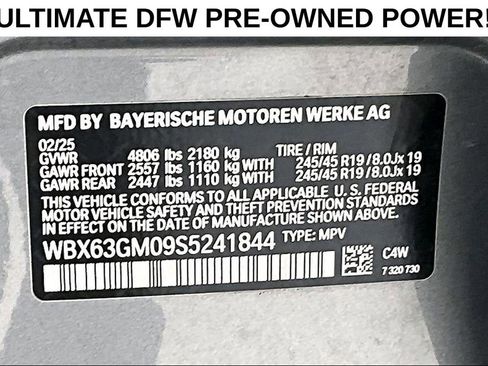 ULTIMATE DFW PRE-OWNED POWER!
MFD BY BAYERISCHE MOTOREN WERKE AG
02/25
GVWR 4806 lbs 2180 kg TIRE / RIM
GAWR FRONT 2557 lbs 1160 kg WITH 245/45 R19 / 8.0Jx 19
GAWR REAR 2447 lbs 1110 kg WITH 245/45 R19 / 8.0Jx 19
THIS VEHICLE CONFORMS TO ALL APPLICABLE U.S. FEDERAL
MOTOR VEHICLE SAFETY, BUMPER, AND THEFT PREVENTION
STANDARDS IN EFFECT ON THE DATE OF MANUFACTURE SHOWN ABOVE.
WBX63GM09S5241844 TYPE: MPV
C4W
7 320 730